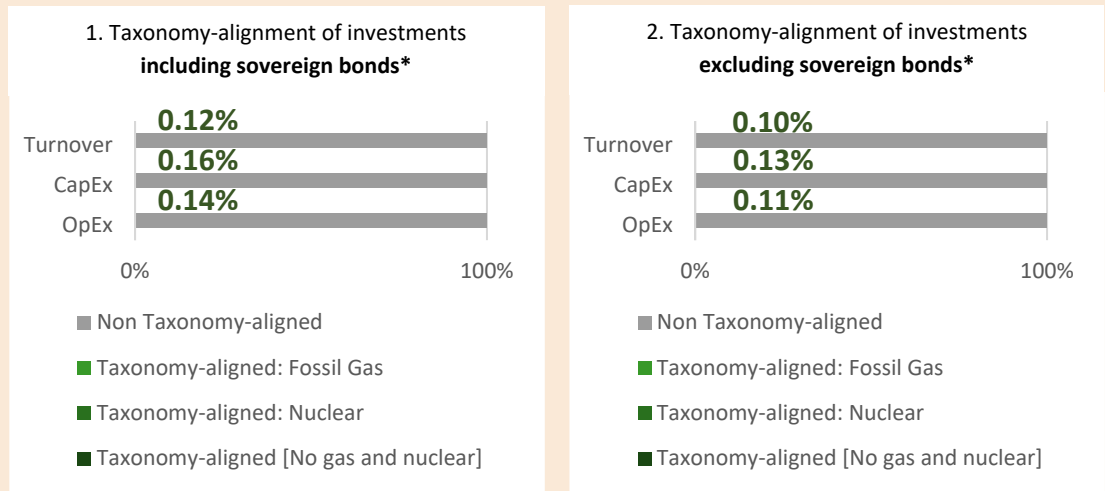 1. Taxonomy-alignment of investments
including sovereign bonds*
0.12%
Turnover
0.16%
CapEx
0.14%
OpEx
0%
100%
Non Taxonomy-aligned
Taxonomy-aligned: Fossil Gas
Taxonomy-aligned: Nuclear
Taxonomy-aligned [No gas and nuclear]
2. Taxonomy-alignment of investments
excluding sovereign bonds*
0.10%
Turnover
0.13%
CapEx
0.11%
OpEx
0%
100%
Non Taxonomy-aligned
Taxonomy-aligned: Fossil Gas
Taxonomy-aligned: Nuclear
Taxonomy-aligned [No gas and nuclear]